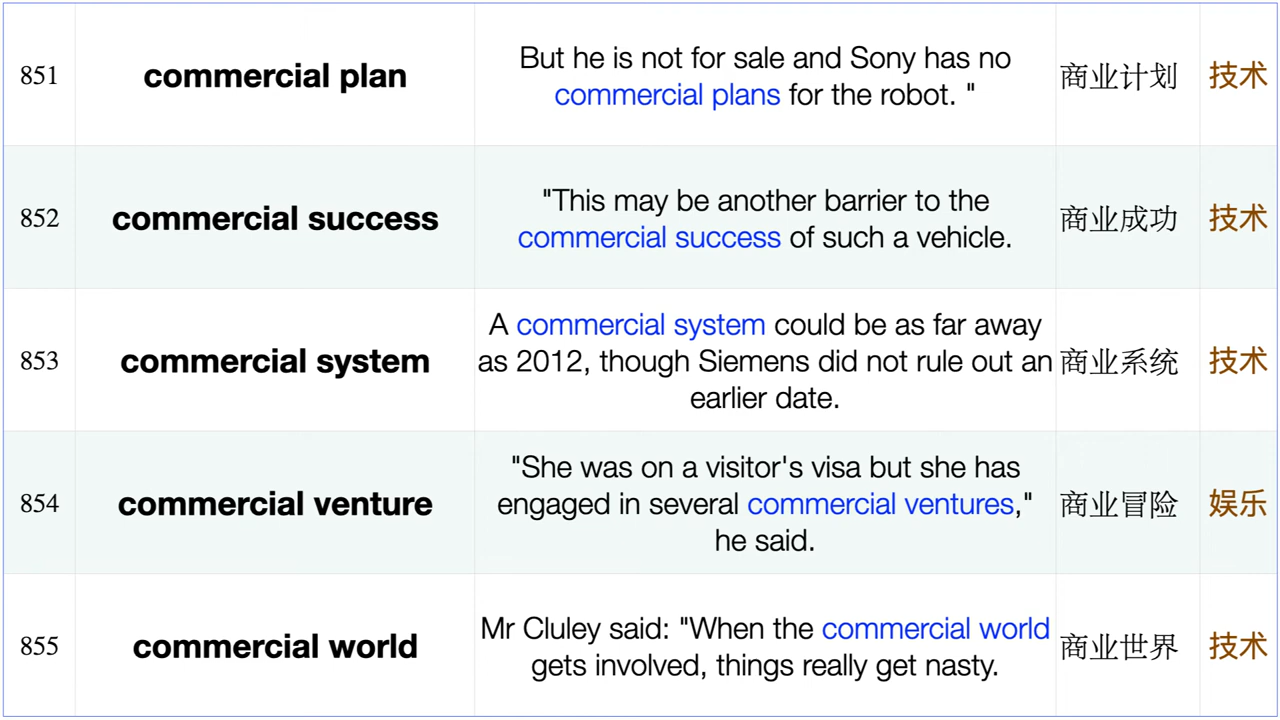 851
commercial plan
But he is not for sale and Sony has no
commercial plans for the robot. "
商业计划
技术
852
commercial success
"This may be another barrier to the
commercial success of such a vehicle.
商业成功
技术
853
commercial system
A commercial system could be as far away
as 2012, though Siemens did not rule out an
earlier date.
商业系统
技术
854
commercial venture
"She was on a visitor's visa but she has
engaged in several commercial ventures,"
he said.
商业冒险
娱乐
855
commercial world
Mr Cluley said: "When the commercial world
gets involved, things really get nasty.
商业世界
技术